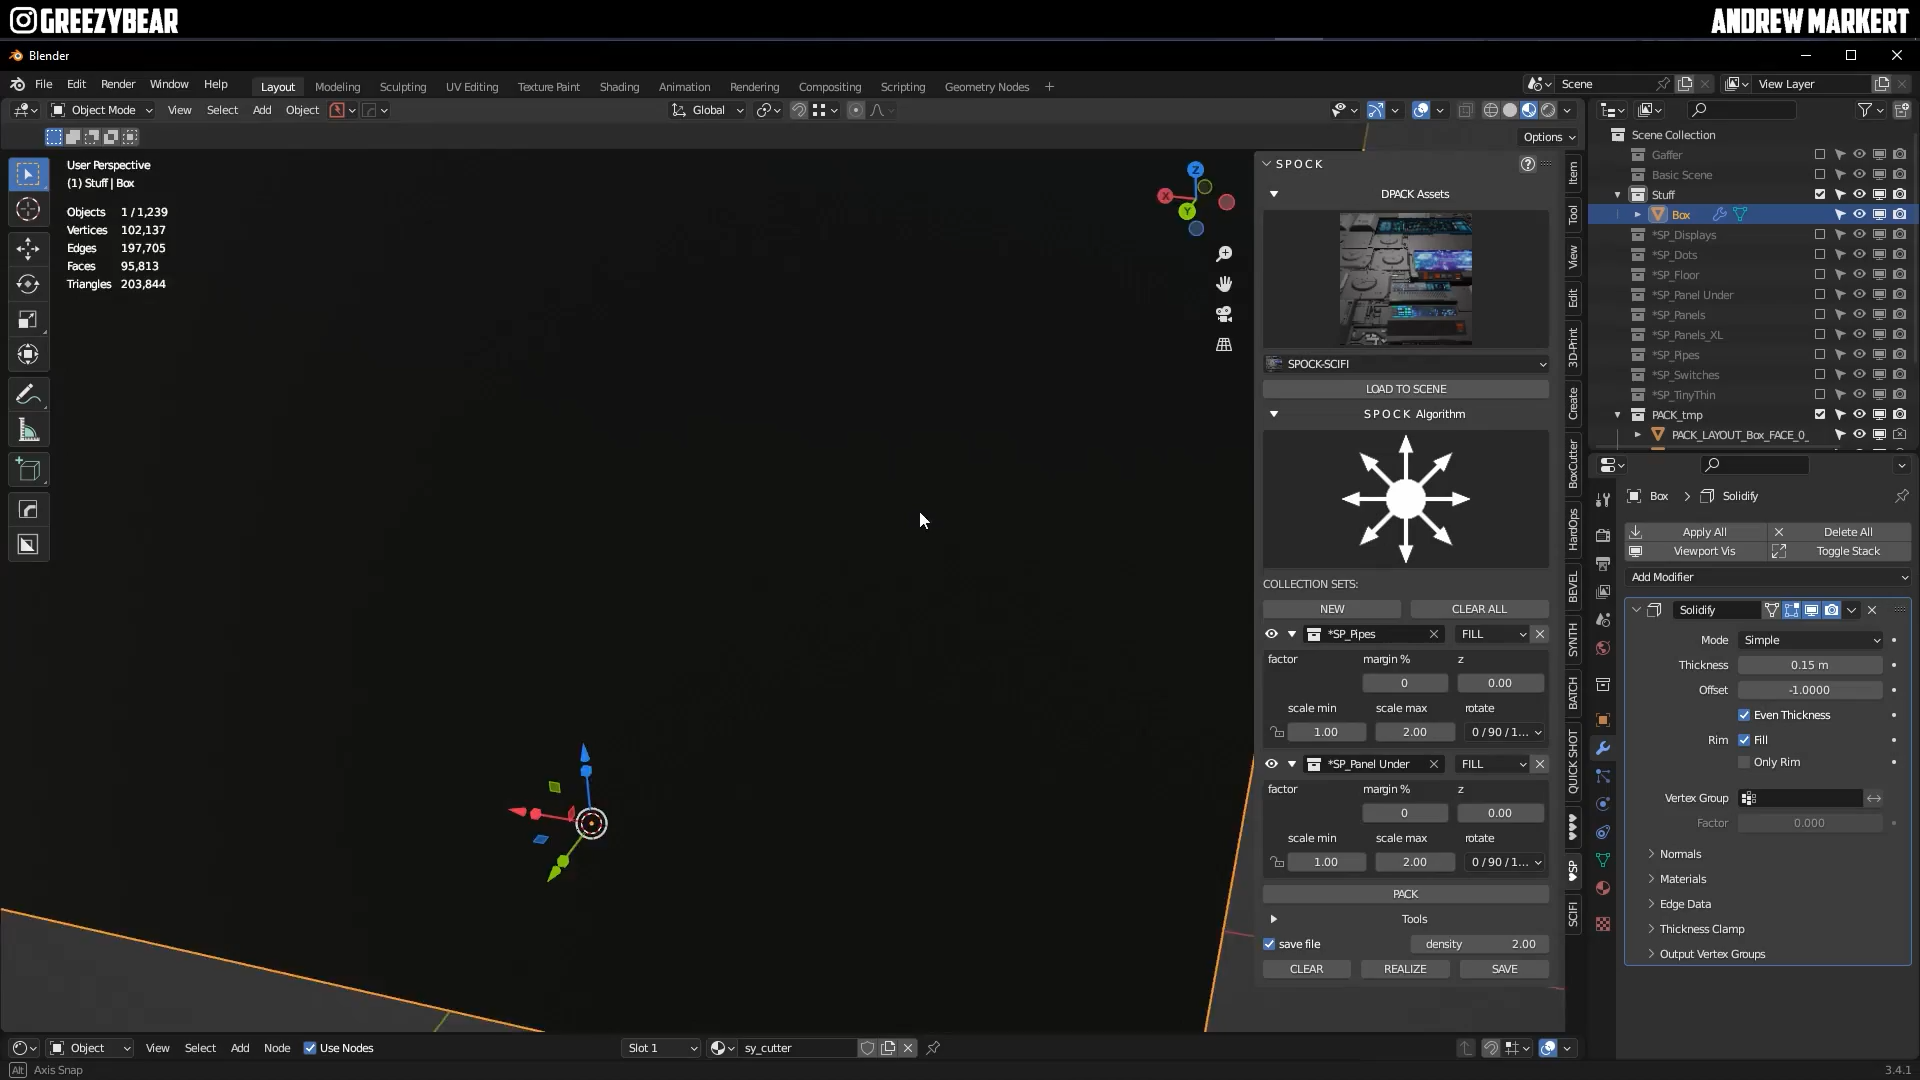 GREEZYBEAR
ANDREW MARKERT
Blender
File Edit Render Window Help
Layout Modeling Sculpting UV Editing Texture Paint Shading Animation Rendering Compositing Scripting Geometry Nodes +
Scene
View Layer
Object Mode View Select Add Object
Global
Options
User Perspective
(1) Stuff | Box
Objects 1 / 1,239
Vertices 102,137
Edges 197,705
Faces 95,813
Triangles 203,844
X
Y
Z
SPOCK
DPACK Assets
SPOCK-SCIFI
LOAD TO SCENE
SPOCK Algorithm
COLLECTION SETS:
NEW CLEAR ALL
*SP_Pipes FILL
factor margin % z
0 0.00
scale min scale max rotate
1.00 2.00 0 / 90 / 1...
*SP_Panel Under FILL
factor margin % z
0 0.00
scale min scale max rotate
1.00 2.00 0 / 90 / 1...
PACK
Tools
save file density 2.00
CLEAR REALIZE SAVE
Item
Tool
View
Edit
3D-Print
Create
BoxCutter
HardOps
BEVEL
SYNTH
BATCH
QUICK SHOT
♥♥♥
♥SP
SCIFI
Scene Collection
Gaffer
Basic Scene
Stuff
Box
*SP_Displays
*SP_Dots
*SP_Floor
*SP_Panel Under
*SP_Panels
*SP_Panels_XL
*SP_Pipes
*SP_Switches
*SP_TinyThin
PACK_tmp
PACK_LAYOUT_Box_FACE_0_
Box > Solidify
Apply All Delete All
Viewport Vis Toggle Stack
Add Modifier
Solidify
Mode Simple
Thickness 0.15 m
Offset -1.0000
Even Thickness
Rim Fill
Only Rim
Vertex Group
Factor 0.000
Normals
Materials
Edge Data
Thickness Clamp
Output Vertex Groups
Object View Select Add Node Use Nodes
Slot 1
sy_cutter
Alt Axis Snap
3.4.1